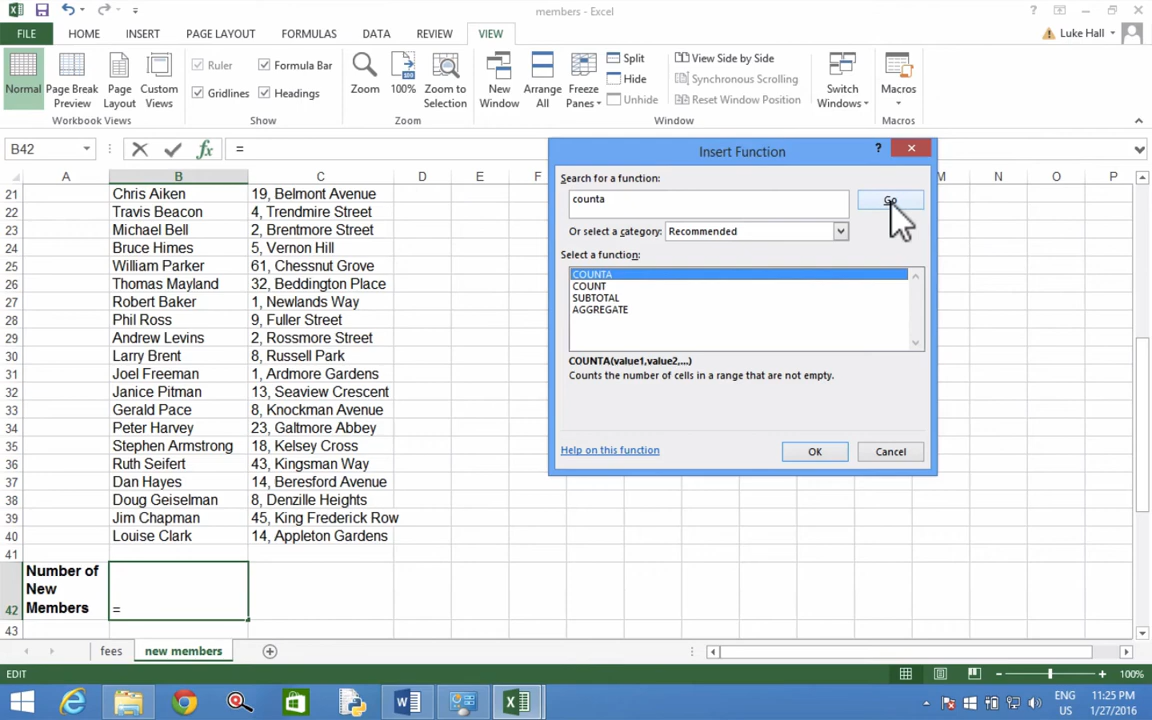 members - Excel
FILE HOME INSERT PAGE LAYOUT FORMULAS DATA REVIEW VIEW Luke Hall
Normal
Page Break Preview
Page Layout
Custom Views
Workbook Views
Ruler
Formula Bar
Gridlines
Headings
Show
Zoom
100%
Zoom to Selection
Zoom
New Window
Arrange All
Freeze Panes
Split
Hide
Unhide
View Side by Side
Synchronous Scrolling
Reset Window Position
Window
Switch Windows
Macros
Macros
B42 fx =
A B C D E F M N O P
21 Chris Aiken 19, Belmont Avenue
22 Travis Beacon 4, Trendmire Street
23 Michael Bell 2, Brentmore Street
24 Bruce Himes 5, Vernon Hill
25 William Parker 61, Chessnut Grove
26 Thomas Mayland 32, Beddington Place
27 Robert Baker 1, Newlands Way
28 Phil Ross 9, Fuller Street
29 Andrew Levins 2, Rossmore Street
30 Larry Brent 8, Russell Park
31 Joel Freeman 1, Ardmore Gardens
32 Janice Pitman 13, Seaview Crescent
33 Gerald Pace 8, Knockman Avenue
34 Peter Harvey 23, Galtmore Abbey
35 Stephen Armstrong 18, Kelsey Cross
36 Ruth Seifert 43, Kingsman Way
37 Dan Hayes 14, Beresford Avenue
38 Doug Geiselman 8, Denzille Heights
39 Jim Chapman 45, King Frederick Row
40 Louise Clark 14, Appleton Gardens
41
Number of
New
42 Members =
43
Insert Function
Search for a function:
counta
Go
Or select a category: Recommended
Select a function:
COUNTA
COUNT
SUBTOTAL
AGGREGATE
COUNTA(value1,value2,...)
Counts the number of cells in a range that are not empty.
Help on this function OK Cancel
fees new members
EDIT 100%
ENG 11:25 PM
US 1/27/2016